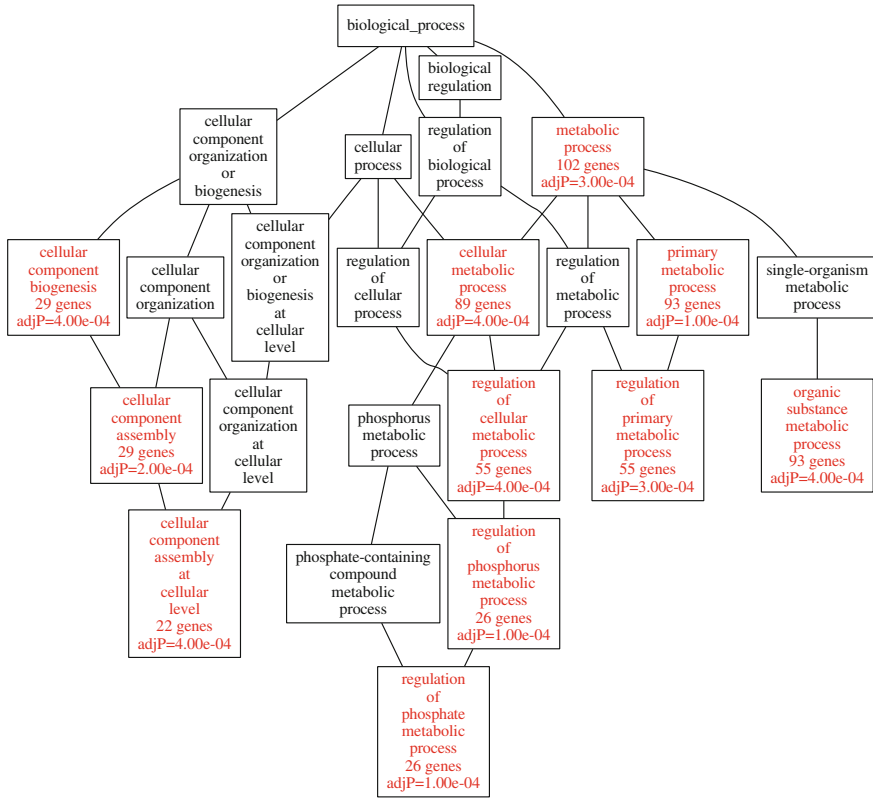 biological_process
biological
regulation
cellular
component
organization
or
biogenesis
cellular
process
regulation
of
biological
process
metabolic
process
102 genes
adjP=3.00e-04
cellular
component
biogenesis
29 genes
adjP=4.00e-04
cellular
component
organization
cellular
component
organization
or
biogenesis
at
cellular
level
regulation
of
cellular process
cellular
metabolic
process
89 genes
adjP=4.00e-04
regulation
of
metabolic
process
primary
metabolic
process
93 genes
adjP=1.00e-04
single-organism
metabolic
process
cellular
component
assembly
29 genes
adjP=2.00e-04
cellular
component
organization
at
cellular
level
phosphorus
metabolic
process
regulation
of
cellular
metabolic
process
55 genes
adjP=4.00e-04
regulation
of
primary
metabolic
process
55 genes
adjP=3.00e-04
organic
substance
metabolic
process
93 genes
adjP=4.00e-04
cellular
component
assembly
at
cellular
level
22 genes
adjP=4.00e-04
phosphate-containing
compound
metabolic
process
regulation
of
phosphorus
metabolic
process
26 genes
adjP=1.00e-04
regulation
of
phosphate
metabolic
process
26 genes
adjP=1.00e-04